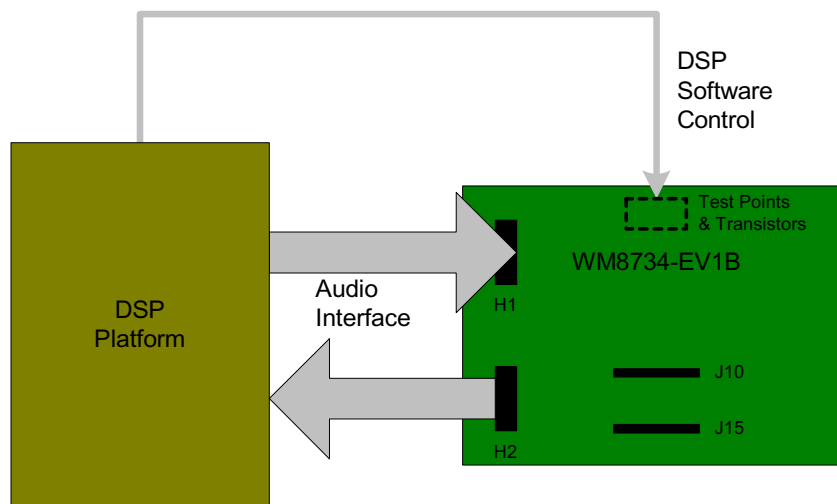 DSP
Software
Control
Test Points
& Transistors
WM8734-EV1B
H1
Audio
Interface
DSP
Platform
J10
J15
H2